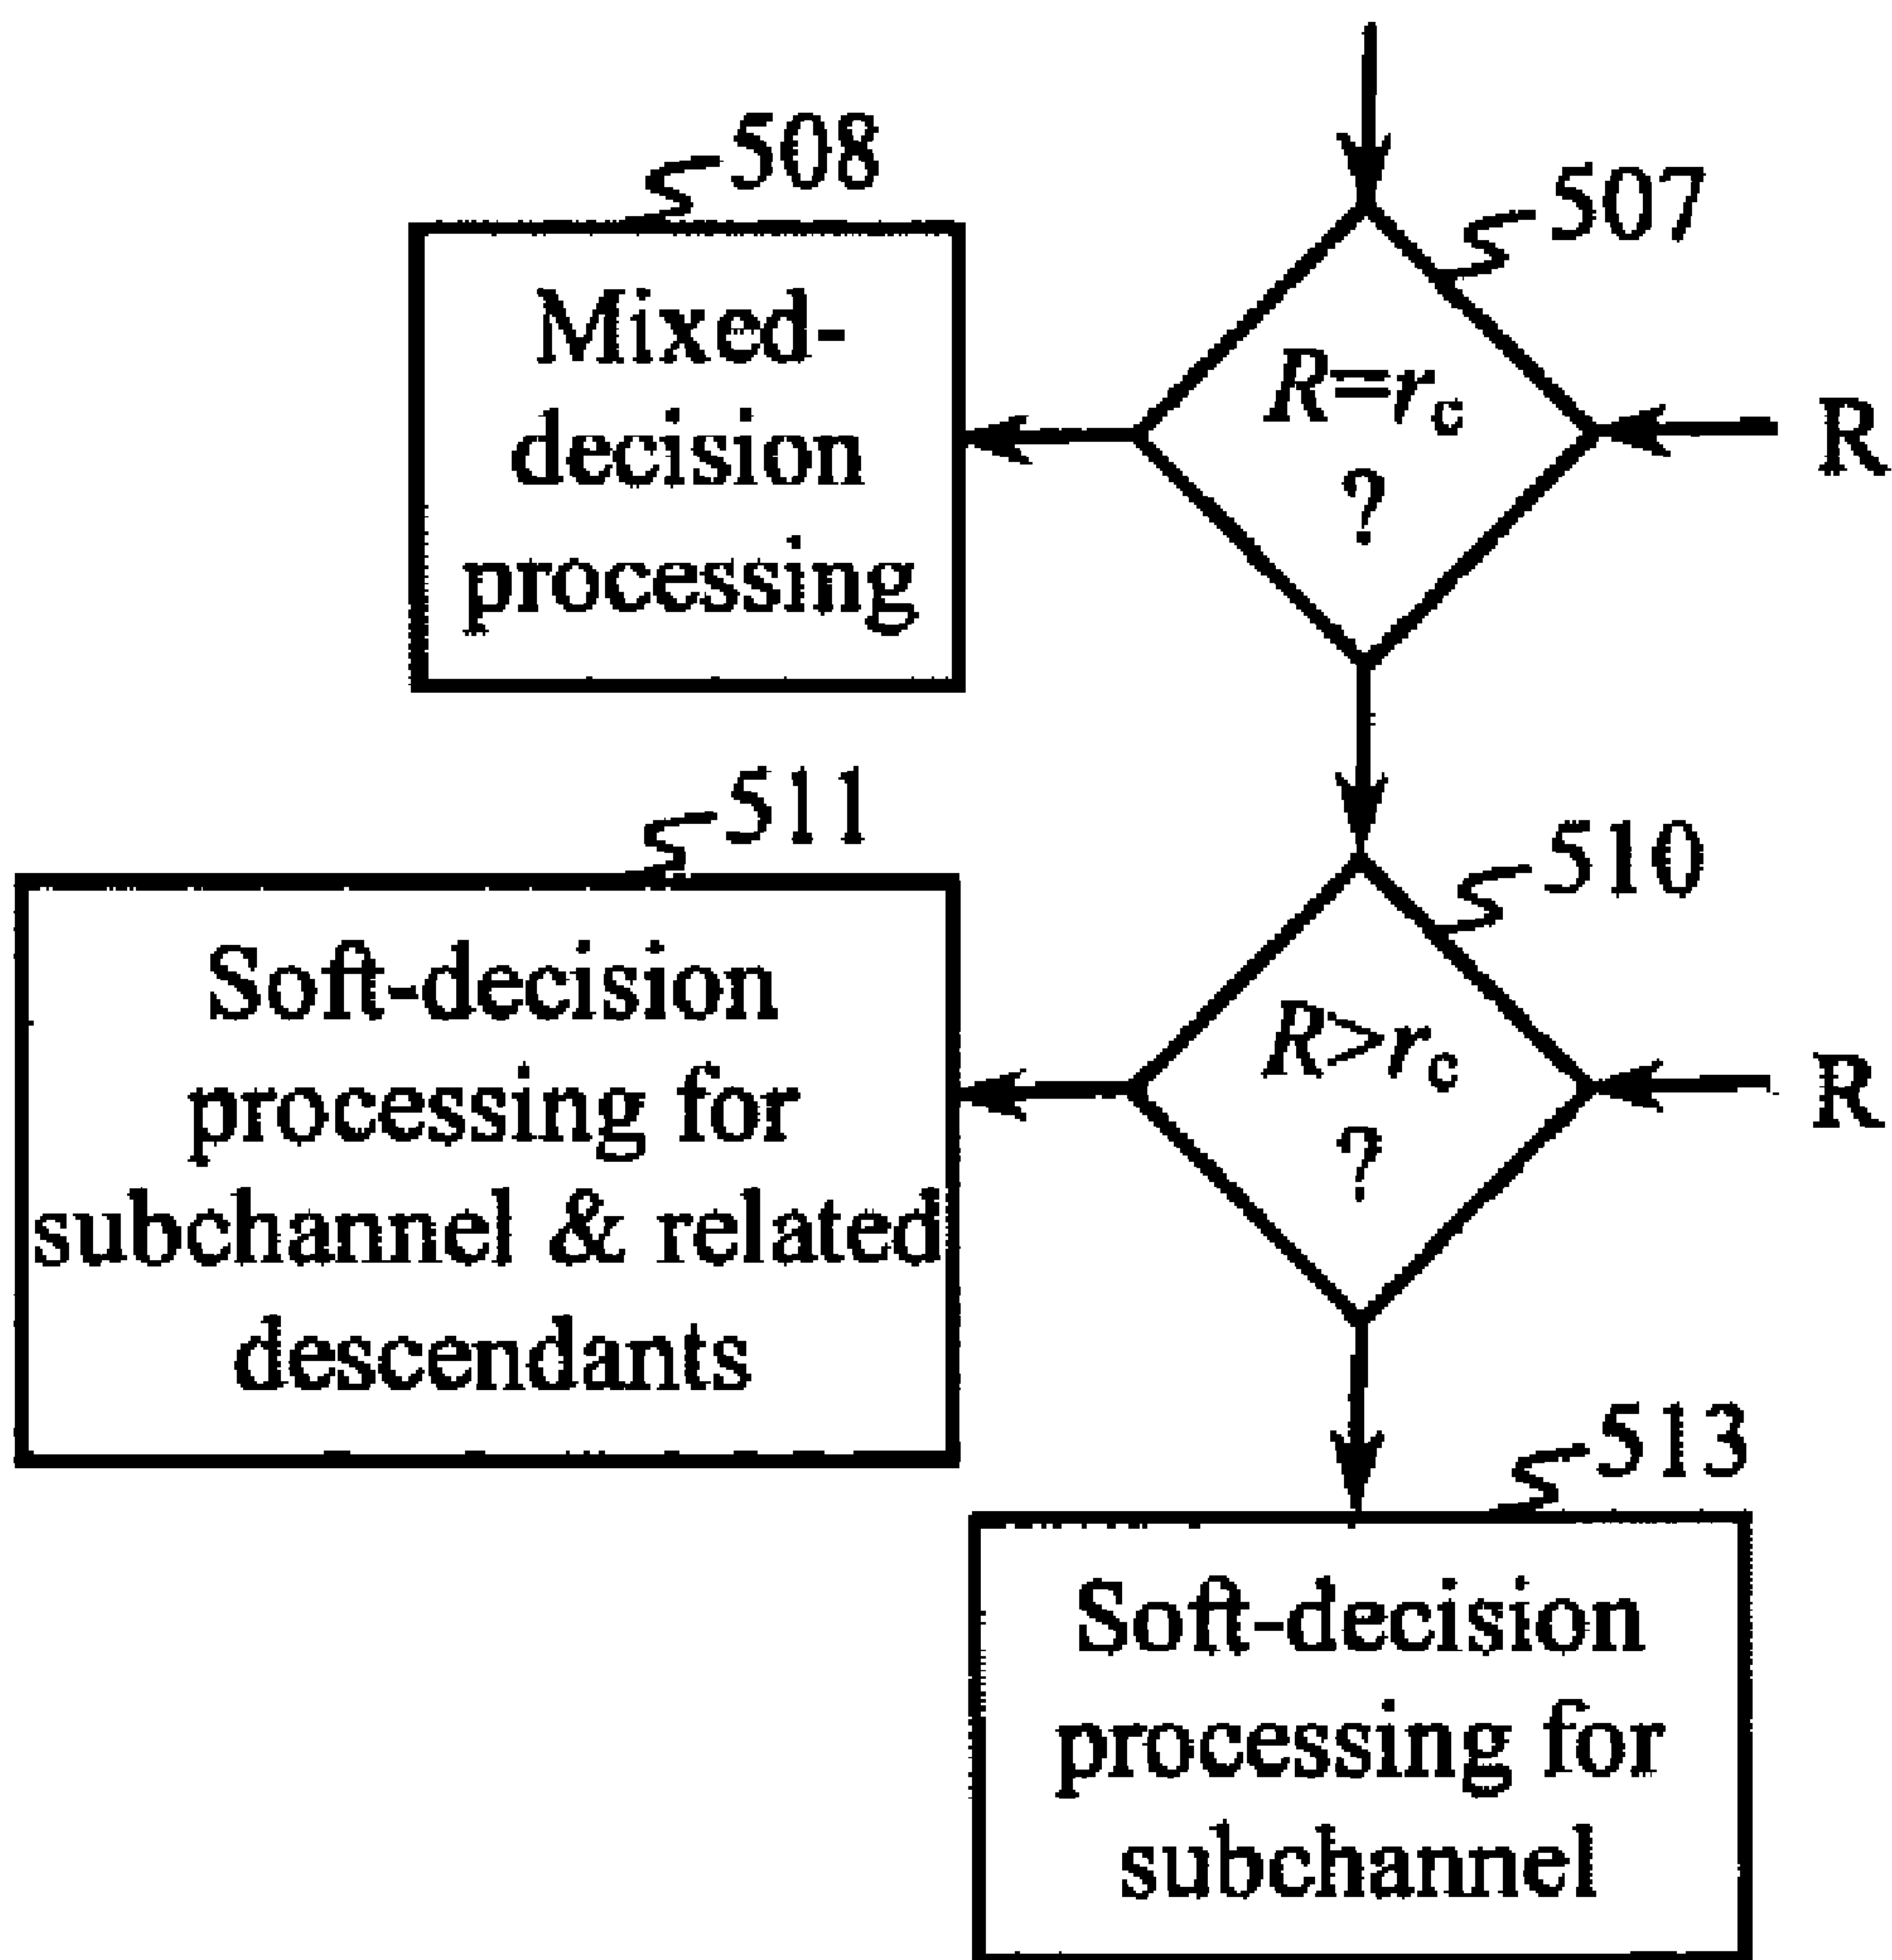 508
507
Mixed-
decision
processing
R=rc
?
R
511
510
Soft-decision
processing for
subchannel & related
descendants
R>rc
?
R
513
Soft-decision
processing for
subchannel